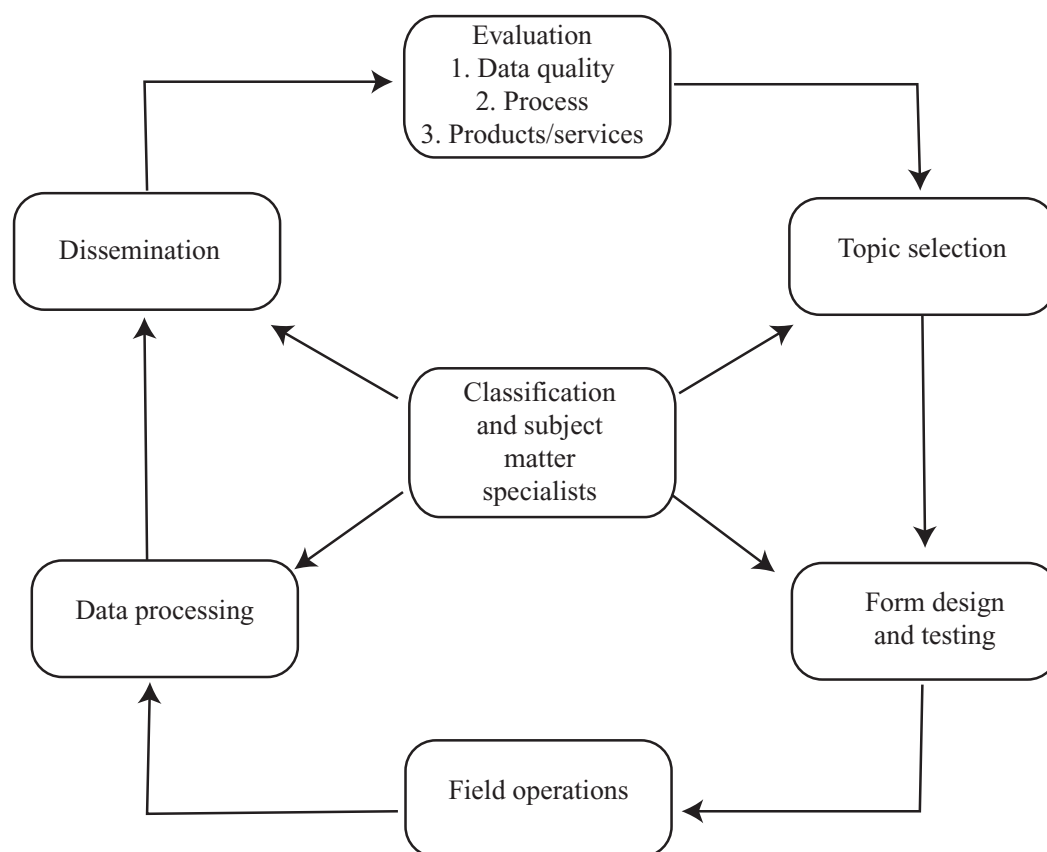 Evaluation
1. Data quality
2. Process
3. Products/services
Dissemination
Topic selection
Classification
and subject
matter
specialists
Data processing
Form design
and testing
Field operations